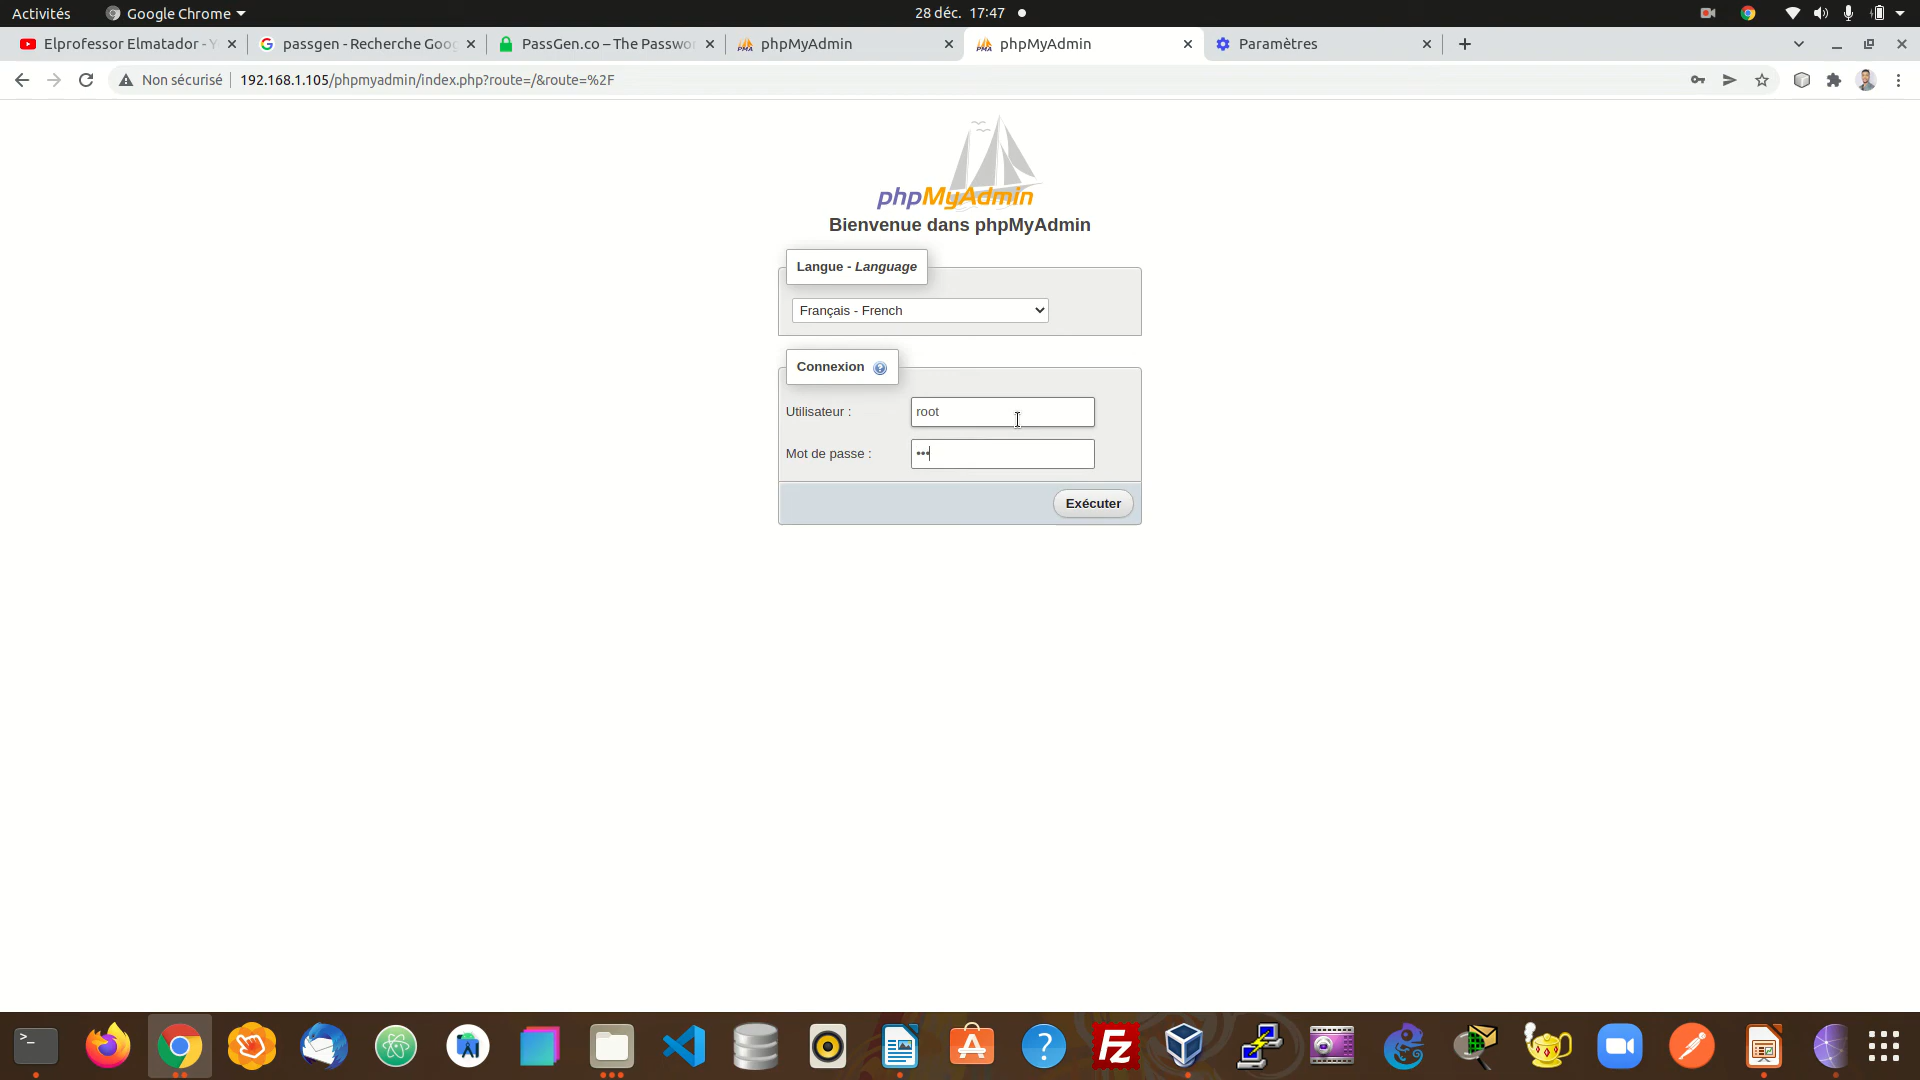 Activités
Google Chrome
28 déc. 17:47
Elprofessor Elmatador - Y
passgen - Recherche Goog
PassGen.co – The Passwor
phpMyAdmin
phpMyAdmin
Paramètres
Non sécurisé
192.168.1.105/phpmyadmin/index.php?route=/&route=%2F
phpMyAdmin
Bienvenue dans phpMyAdmin
Langue - Language
Français - French
Connexion
Utilisateur :
root
Mot de passe :
•••
Exécuter